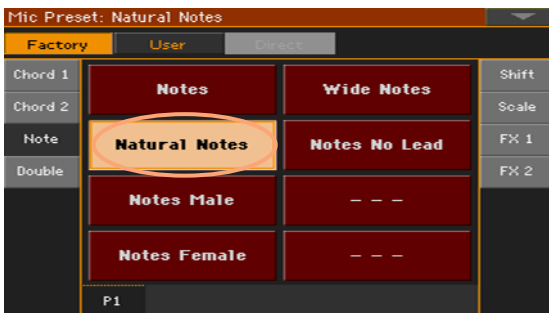 Mic Preset: Natural Notes
Factory User Direct
Chord 1
Chord 2
Note
Double
Notes Wide Notes
Natural Notes Notes No Lead
Notes Male - - -
Notes Female - - -
P1
Shift
Scale
FX 1
FX 2